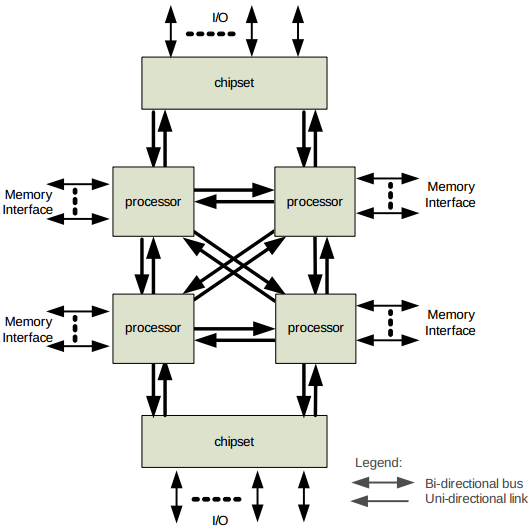 I/O
chipset
Memory
Interface
processor
processor
Memory
Interface
Memory
Interface
processor
processor
Memory
Interface
chipset
I/O
Legend:
Bi-directional bus
Uni-directional link